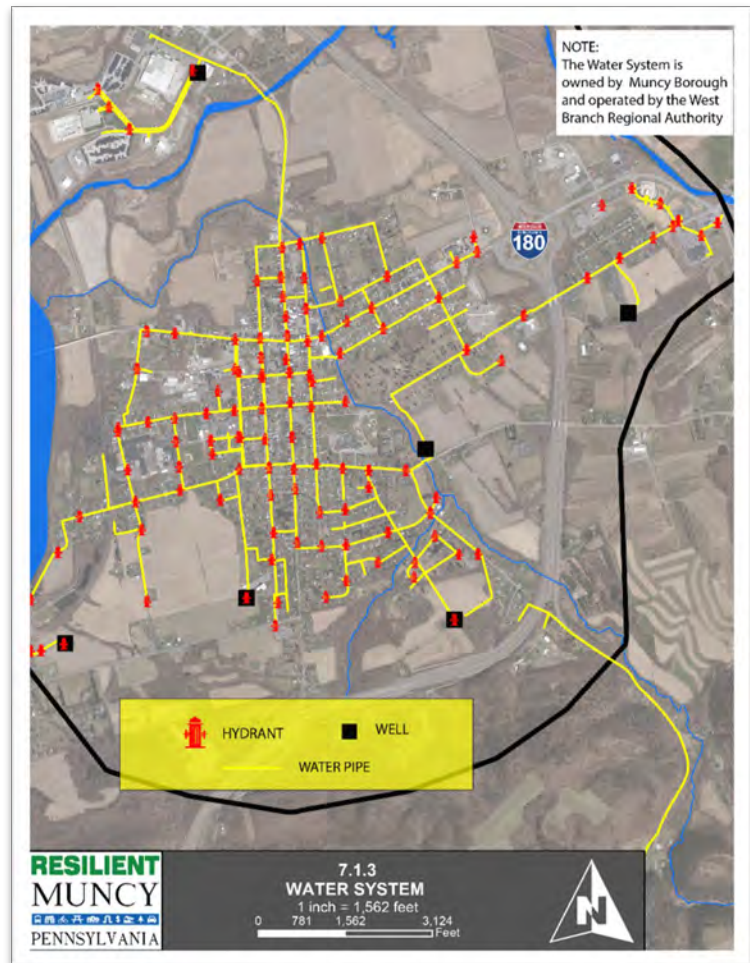 NOTE:
The Water System is
owned by Muncy Borough
and operated by the West
Branch Regional Authority
180
HYDRANT
WELL
WATER PIPE
RESILIENT
MUNCY
PENNSYLVANIA
7.1.3
WATER SYSTEM
1 inch = 1,562 feet
0 781 1,562 3,124
Feet
N